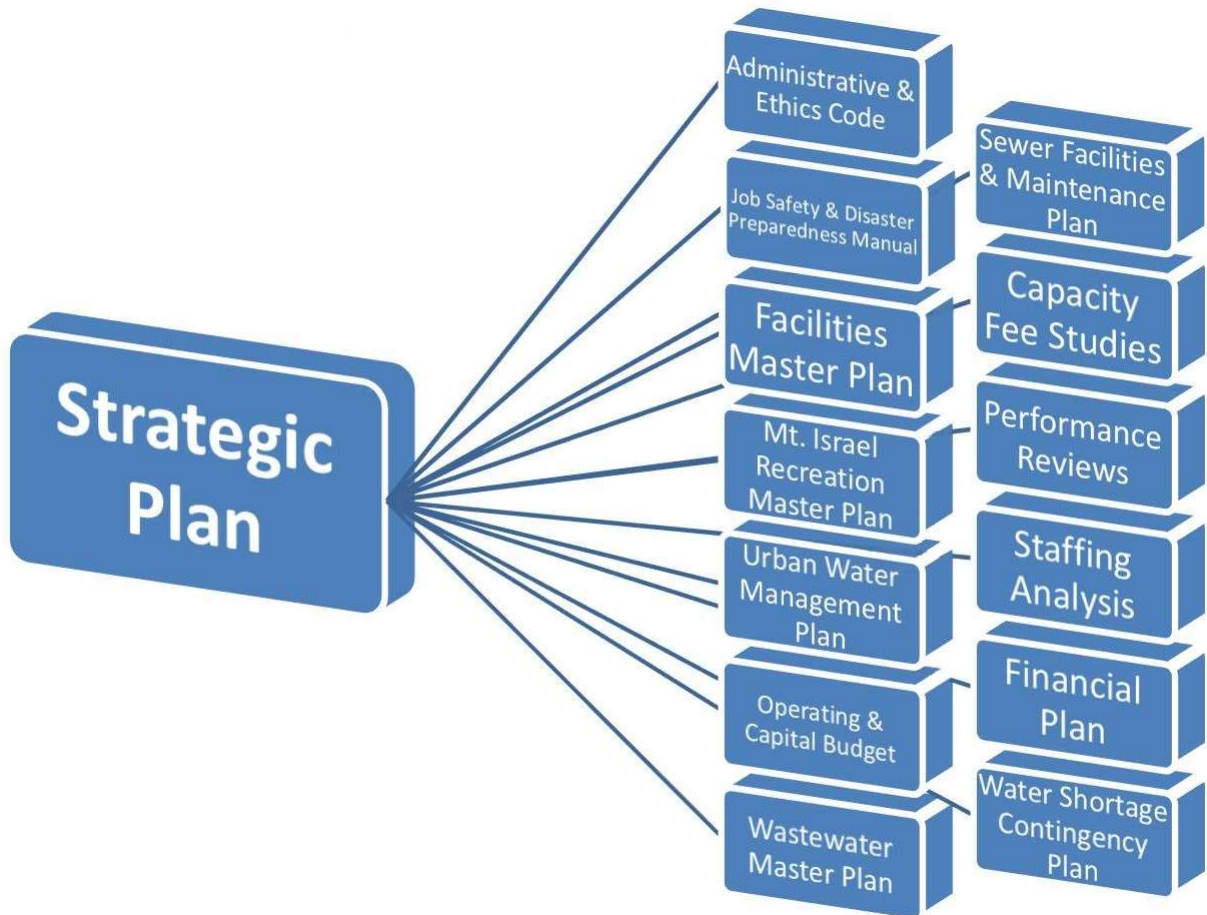 Strategic
Plan
Administrative &
Ethics Code
Job Safety & Disaster
Preparedness Manual
Facilities
Master Plan
Mt. Israel
Recreation
Master Plan
Urban Water
Management
Plan
Operating &
Capital Budget
Wastewater
Master Plan
Sewer Facilities
& Maintenance
Plan
Capacity
Fee Studies
Performance
Reviews
Staffing
Analysis
Financial
Plan
Water Shortage
Contingency
Plan